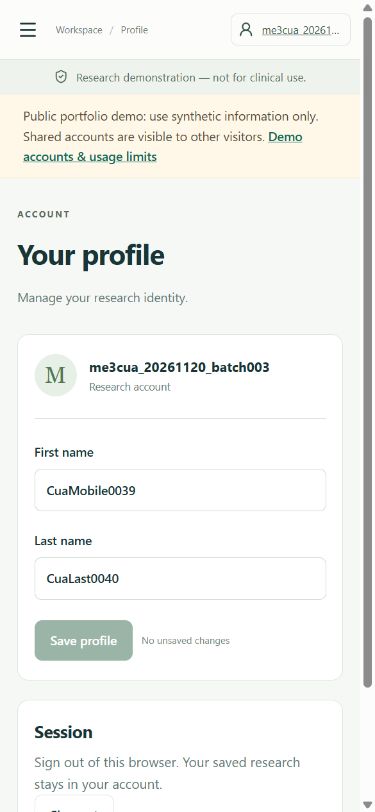 Workspace / Profile
me3cua_20261...
Research demonstration — not for clinical use.
Public portfolio demo: use synthetic information only.
Shared accounts are visible to other visitors. Demo
accounts & usage limits
ACCOUNT
Your profile
Manage your research identity.
M
me3cua_20261120_batch003
Research account
First name
CuaMobile0039
Last name
CuaLast0040
Save profile
No unsaved changes
Session
Sign out of this browser. Your saved research
stays in your account.